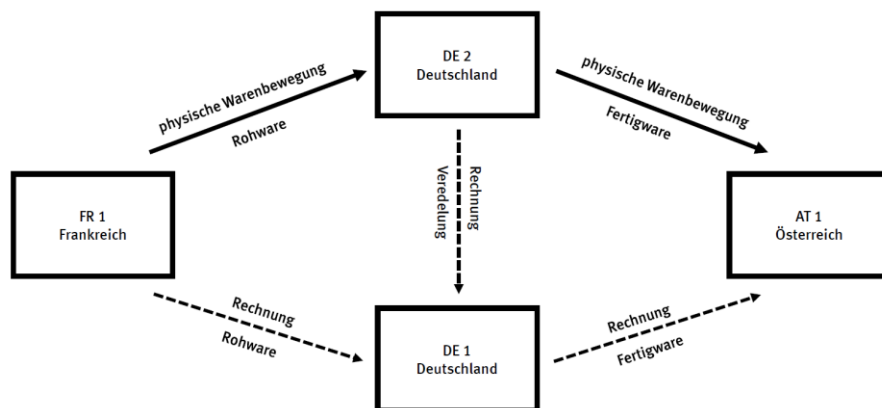 DE 2
Deutschland
physische Warenbewegung
Rohware
physische Warenbewegung
Fertigware
Rechnung
Veredelung
FR 1
Frankreich
AT 1
Österreich
Rechnung
Rohware
DE 1
Deutschland
Rechnung
Fertigware